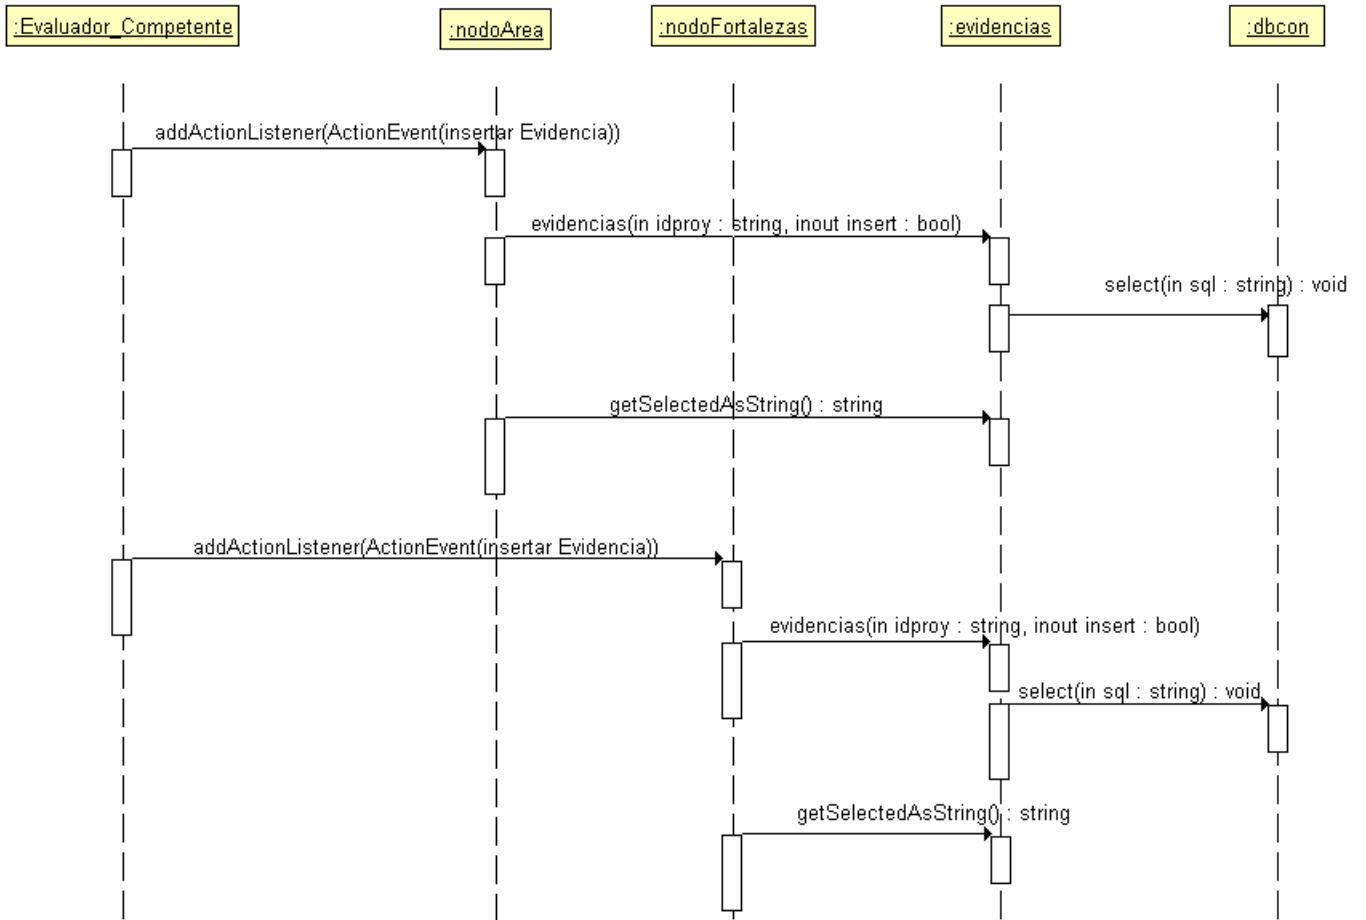 :Evaluador_Competente
:nodoArea
:nodoFortalezas
:evidencias
:dbcon
addActionListener(ActionEvent(insertar Evidencia))
evidencias(in idproy : string, inout insert : bool)
select(in sql : string) : void
getSelectedAsString() : string
addActionListener(ActionEvent(insertar Evidencia))
evidencias(in idproy : string, inout insert : bool)
select(in sql : string) : void
getSelectedAsString() : string